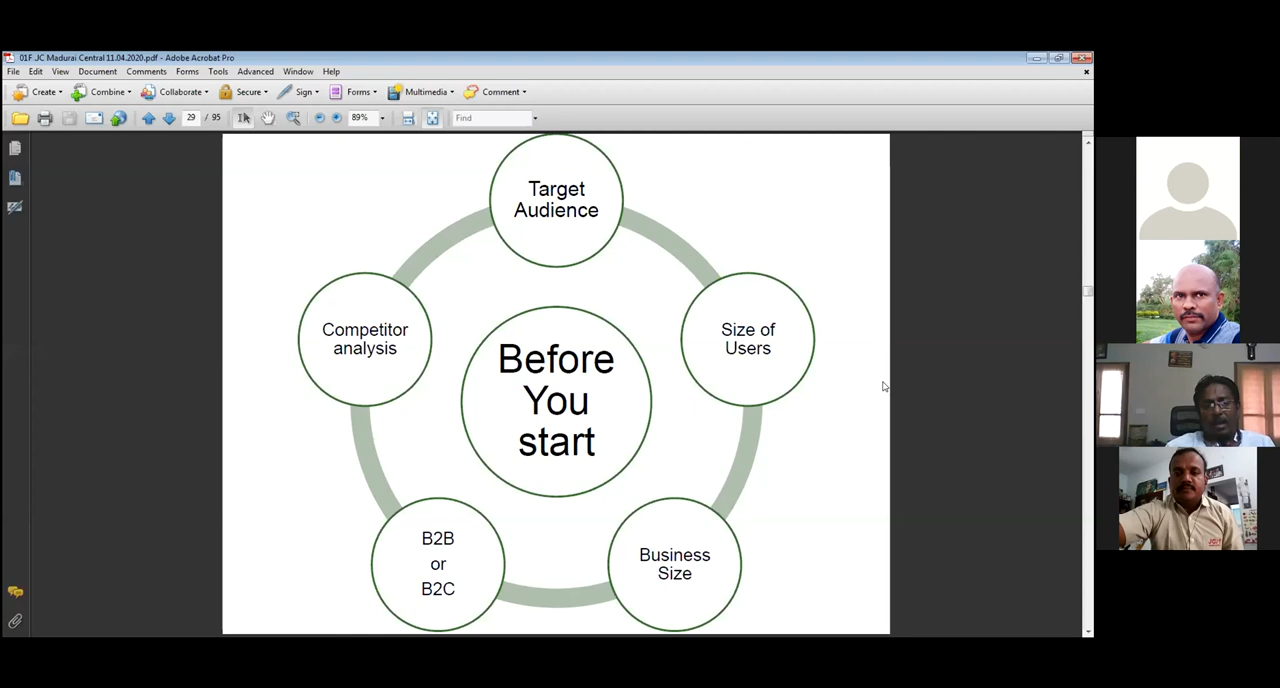 01F JC Madurai Central 11.04.2020.pdf - Adobe Acrobat Pro
File Edit View Document Comments Forms Tools Advanced Window Help
Create Combine Collaborate Secure Sign Forms Multimedia Comment
29 / 95 89% Find
Target
Audience
Competitor
analysis
Size of
Users
Before
You
start
B2B
or
B2C
Business
Size